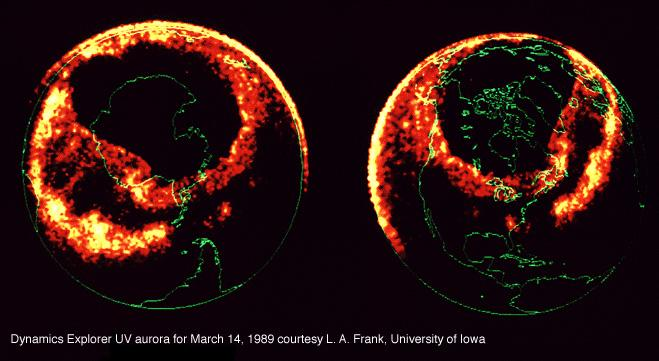 Dynamics Explorer UV aurora for March 14, 1989 courtesy L. A. Frank, University of Iowa